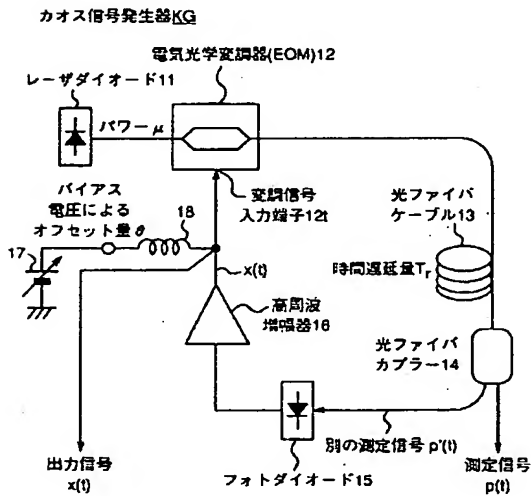 カオス信号発生器KG
電気光学変調器(EOM)12
レーザダイオード11
パワーμ
バイアス
電圧による
オフセット量θ
18
変調信号
入力端子12t
光ファイバ
ケーブル13
17
x(t)
時間遅延量Tr
高周波
増幅器16
光ファイバ
カプラー14
別の測定信号 p'(t)
出力信号
x(t)
フォトダイオード15
測定信号
p(t)